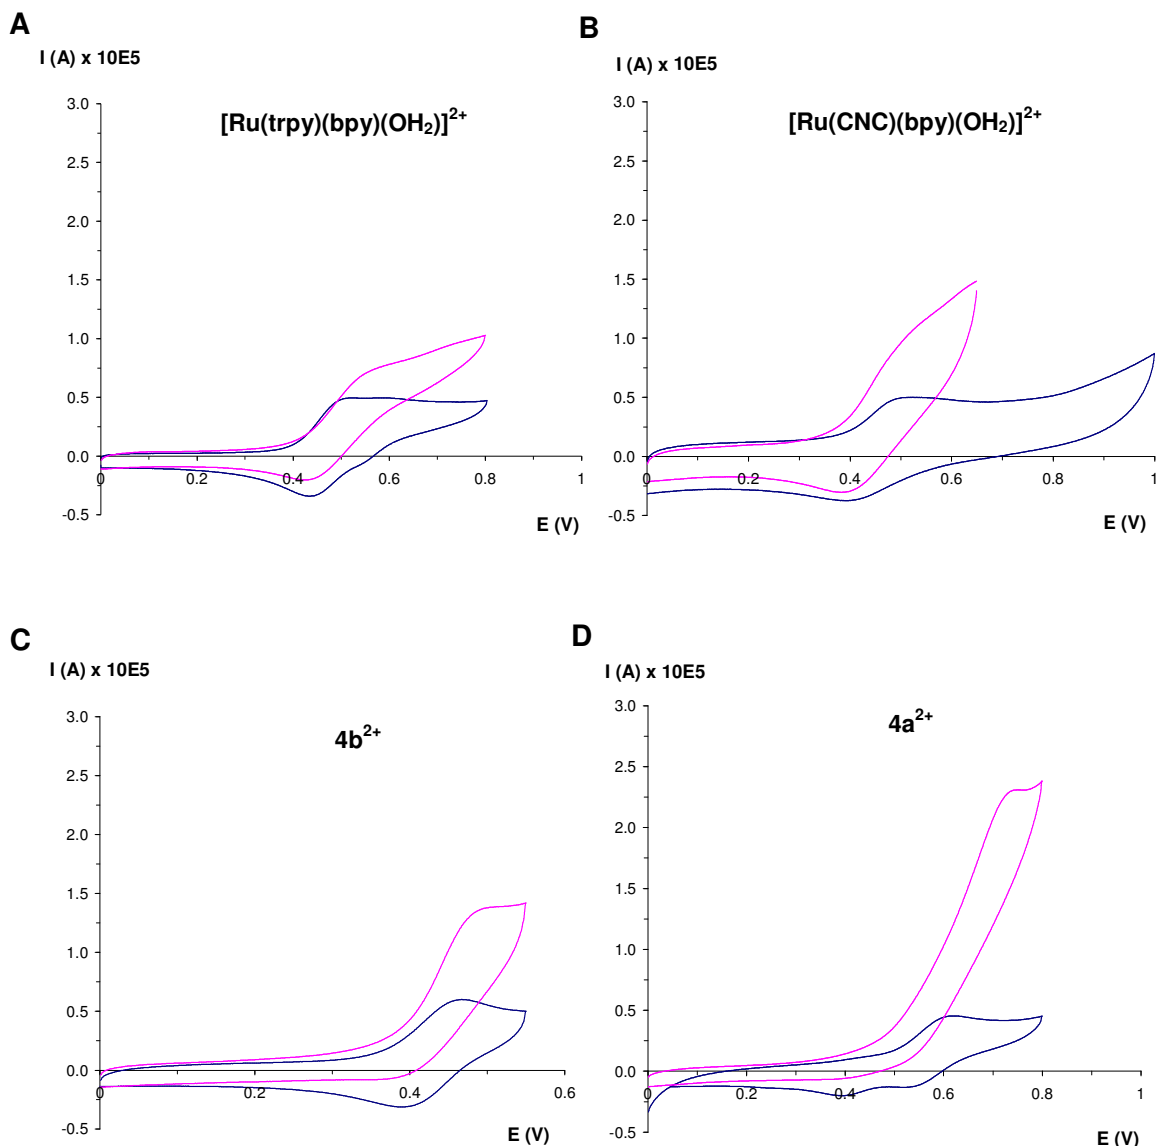 A
I (A) x 10E5
[Ru(trpy)(bpy)(OH₂)]²⁺
3.0
2.5
2.0
1.5
1.0
0.5
0.0
-0.5
0 0.2 0.4 0.6 0.8 1
E (V)
B
I (A) x 10E5
[Ru(CNC)(bpy)(OH₂)]²⁺
3.0
2.5
2.0
1.5
1.0
0.5
0.0
-0.5
0 0.2 0.4 0.6 0.8 1
E (V)
C
I (A) x 10E5
4b²⁺
3.0
2.5
2.0
1.5
1.0
0.5
0.0
-0.5
0 0.2 0.4 0.6
E (V)
D
I (A) x 10E5
4a²⁺
3.0
2.5
2.0
1.5
1.0
0.5
0.0
-0.5
0 0.2 0.4 0.6 0.8 1
E (V)